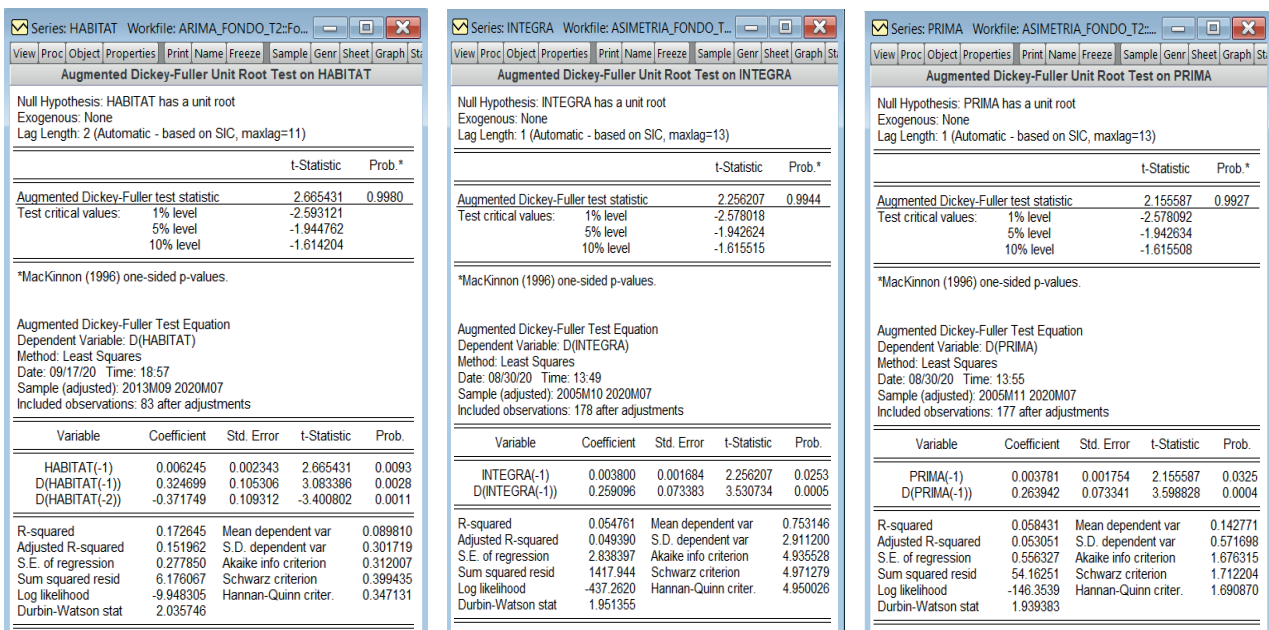 Series: HABITAT Workfile: ARIMA_FONDO_T2::Fo...
View Proc Object Properties Print Name Freeze Sample Genr Sheet Graph
Augmented Dickey-Fuller Unit Root Test on HABITAT
Null Hypothesis: HABITAT has a unit root
Exogenous: None
Lag Length: 2 (Automatic - based on SIC, maxlag=11)
t-Statistic Prob.*
Augmented Dickey-Fuller test statistic 2.665431 0.9980
Test critical values: 1% level -2.593121
5% level -1.944762
10% level -1.614204
*MacKinnon (1996) one-sided p-values.
Augmented Dickey-Fuller Test Equation
Dependent Variable: D(HABITAT)
Method: Least Squares
Date: 09/17/20 Time: 18:57
Sample (adjusted): 2013M09 2020M07
Included observations: 83 after adjustments
Variable Coefficient Std. Error t-Statistic Prob.
HABITAT(-1) 0.006245 0.002343 2.665431 0.0093
D(HABITAT(-1)) 0.324699 0.105306 3.083386 0.0028
D(HABITAT(-2)) -0.371749 0.109312 -3.400802 0.0011
R-squared 0.172645 Mean dependent var 0.089810
Adjusted R-squared 0.151962 S.D. dependent var 0.301719
S.E. of regression 0.277850 Akaike info criterion 0.312007
Sum squared resid 6.176067 Schwarz criterion 0.399435
Log likelihood -9.948305 Hannan-Quinn criter. 0.347131
Durbin-Watson stat 2.035746
Series: INTEGRA Workfile: ASIMETRIA_FONDO_T...
View Proc Object Properties Print Name Freeze Sample Genr Sheet Graph
Augmented Dickey-Fuller Unit Root Test on INTEGRA
Null Hypothesis: INTEGRA has a unit root
Exogenous: None
Lag Length: 1 (Automatic - based on SIC, maxlag=13)
t-Statistic Prob.*
Augmented Dickey-Fuller test statistic 2.256207 0.9944
Test critical values: 1% level -2.578018
5% level -1.942624
10% level -1.615515
*MacKinnon (1996) one-sided p-values.
Augmented Dickey-Fuller Test Equation
Dependent Variable: D(INTEGRA)
Method: Least Squares
Date: 08/30/20 Time: 13:49
Sample (adjusted): 2005M10 2020M07
Included observations: 178 after adjustments
Variable Coefficient Std. Error t-Statistic Prob.
INTEGRA(-1) 0.003800 0.001684 2.256207 0.0253
D(INTEGRA(-1)) 0.259096 0.073383 3.530734 0.0005
R-squared 0.054761 Mean dependent var 0.753146
Adjusted R-squared 0.049390 S.D. dependent var 2.911200
S.E. of regression 2.838397 Akaike info criterion 4.935528
Sum squared resid 1417.944 Schwarz criterion 4.971279
Log likelihood -437.2620 Hannan-Quinn criter. 4.950026
Durbin-Watson stat 1.951355
Series: PRIMA Workfile: ASIMETRIA_FONDO_T2::...
View Proc Object Properties Print Name Freeze Sample Genr Sheet Graph
Augmented Dickey-Fuller Unit Root Test on PRIMA
Null Hypothesis: PRIMA has a unit root
Exogenous: None
Lag Length: 1 (Automatic - based on SIC, maxlag=13)
t-Statistic Prob.*
Augmented Dickey-Fuller test statistic 2.155587 0.9927
Test critical values: 1% level -2.578092
5% level -1.942634
10% level -1.615508
*MacKinnon (1996) one-sided p-values.
Augmented Dickey-Fuller Test Equation
Dependent Variable: D(PRIMA)
Method: Least Squares
Date: 08/30/20 Time: 13:55
Sample (adjusted): 2005M11 2020M07
Included observations: 177 after adjustments
Variable Coefficient Std. Error t-Statistic Prob.
PRIMA(-1) 0.003781 0.001754 2.155587 0.0325
D(PRIMA(-1)) 0.263942 0.073341 3.598828 0.0004
R-squared 0.058431 Mean dependent var 0.142771
Adjusted R-squared 0.053051 S.D. dependent var 0.571698
S.E. of regression 0.556327 Akaike info criterion 1.676315
Sum squared resid 54.16251 Schwarz criterion 1.712204
Log likelihood -146.3539 Hannan-Quinn criter. 1.690870
Durbin-Watson stat 1.939383